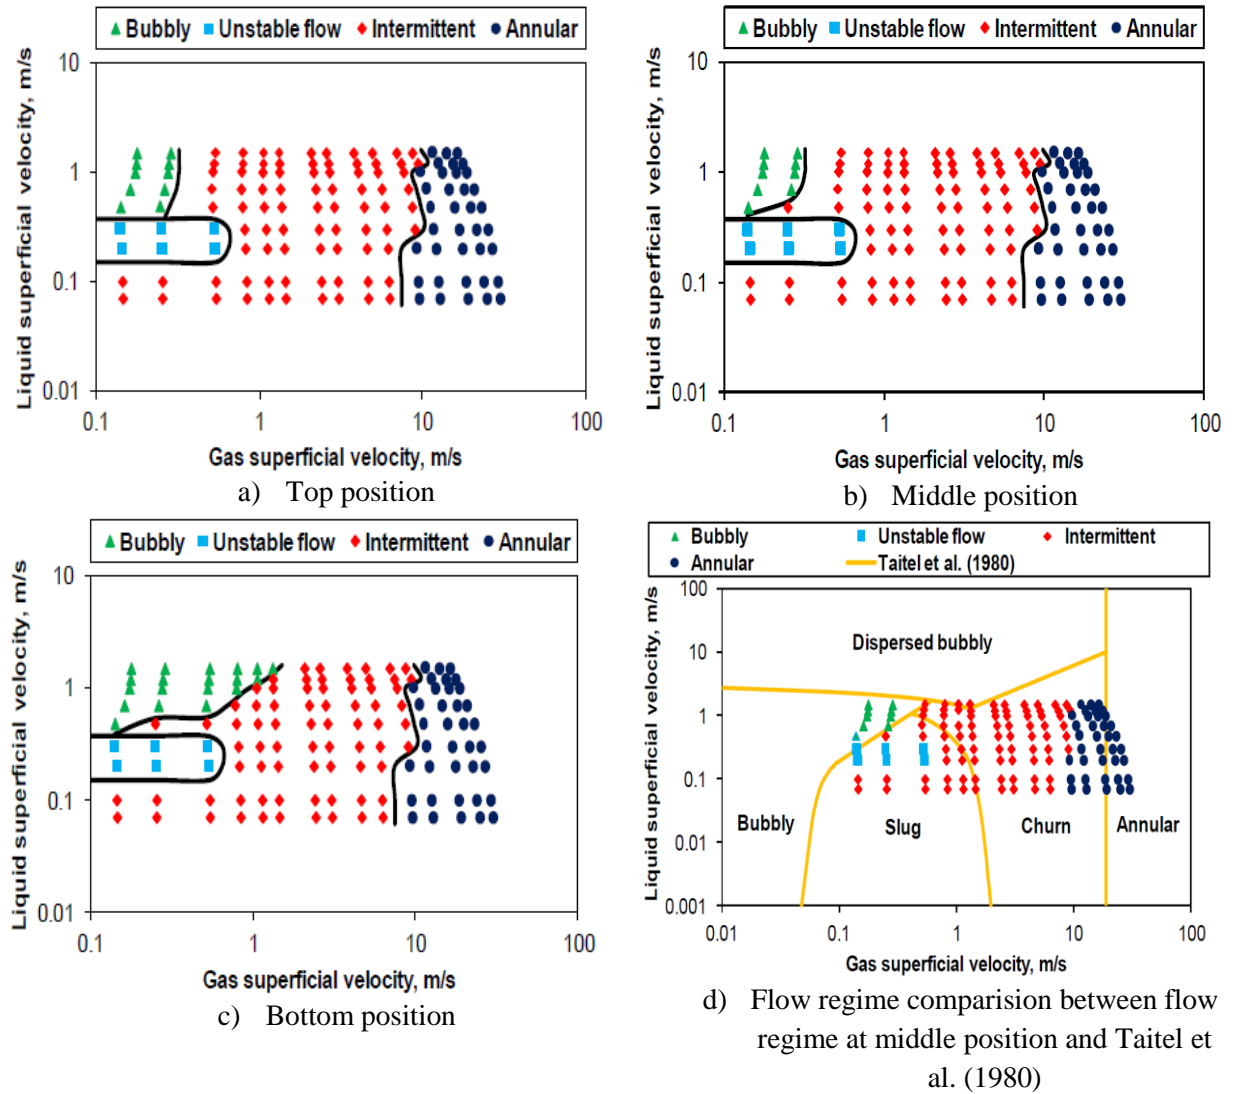 Bubbly Unstable flow Intermittent Annular
Liquid superficial velocity, m/s
10
1
0.1
0.01
0.1 1 10 100
Gas superficial velocity, m/s
a) Top position
Bubbly Unstable flow Intermittent Annular
Liquid superficial velocity, m/s
10
1
0.1
0.01
0.1 1 10 100
Gas superficial velocity, m/s
b) Middle position
Bubbly Unstable flow Intermittent Annular
Liquid superficial velocity, m/s
10
1
0.1
0.01
0.1 1 10 100
Gas superficial velocity, m/s
c) Bottom position
Bubbly Unstable flow Intermittent
Annular Taitel et al. (1980)
Liquid superficial velocity, m/s
100
10
1
0.1
0.01
0.001
Dispersed bubbly
Bubbly Slug Churn Annular
0.01 0.1 1 10 100
Gas superficial velocity, m/s
d) Flow regime comparision between flow
regime at middle position and Taitel et
al. (1980)